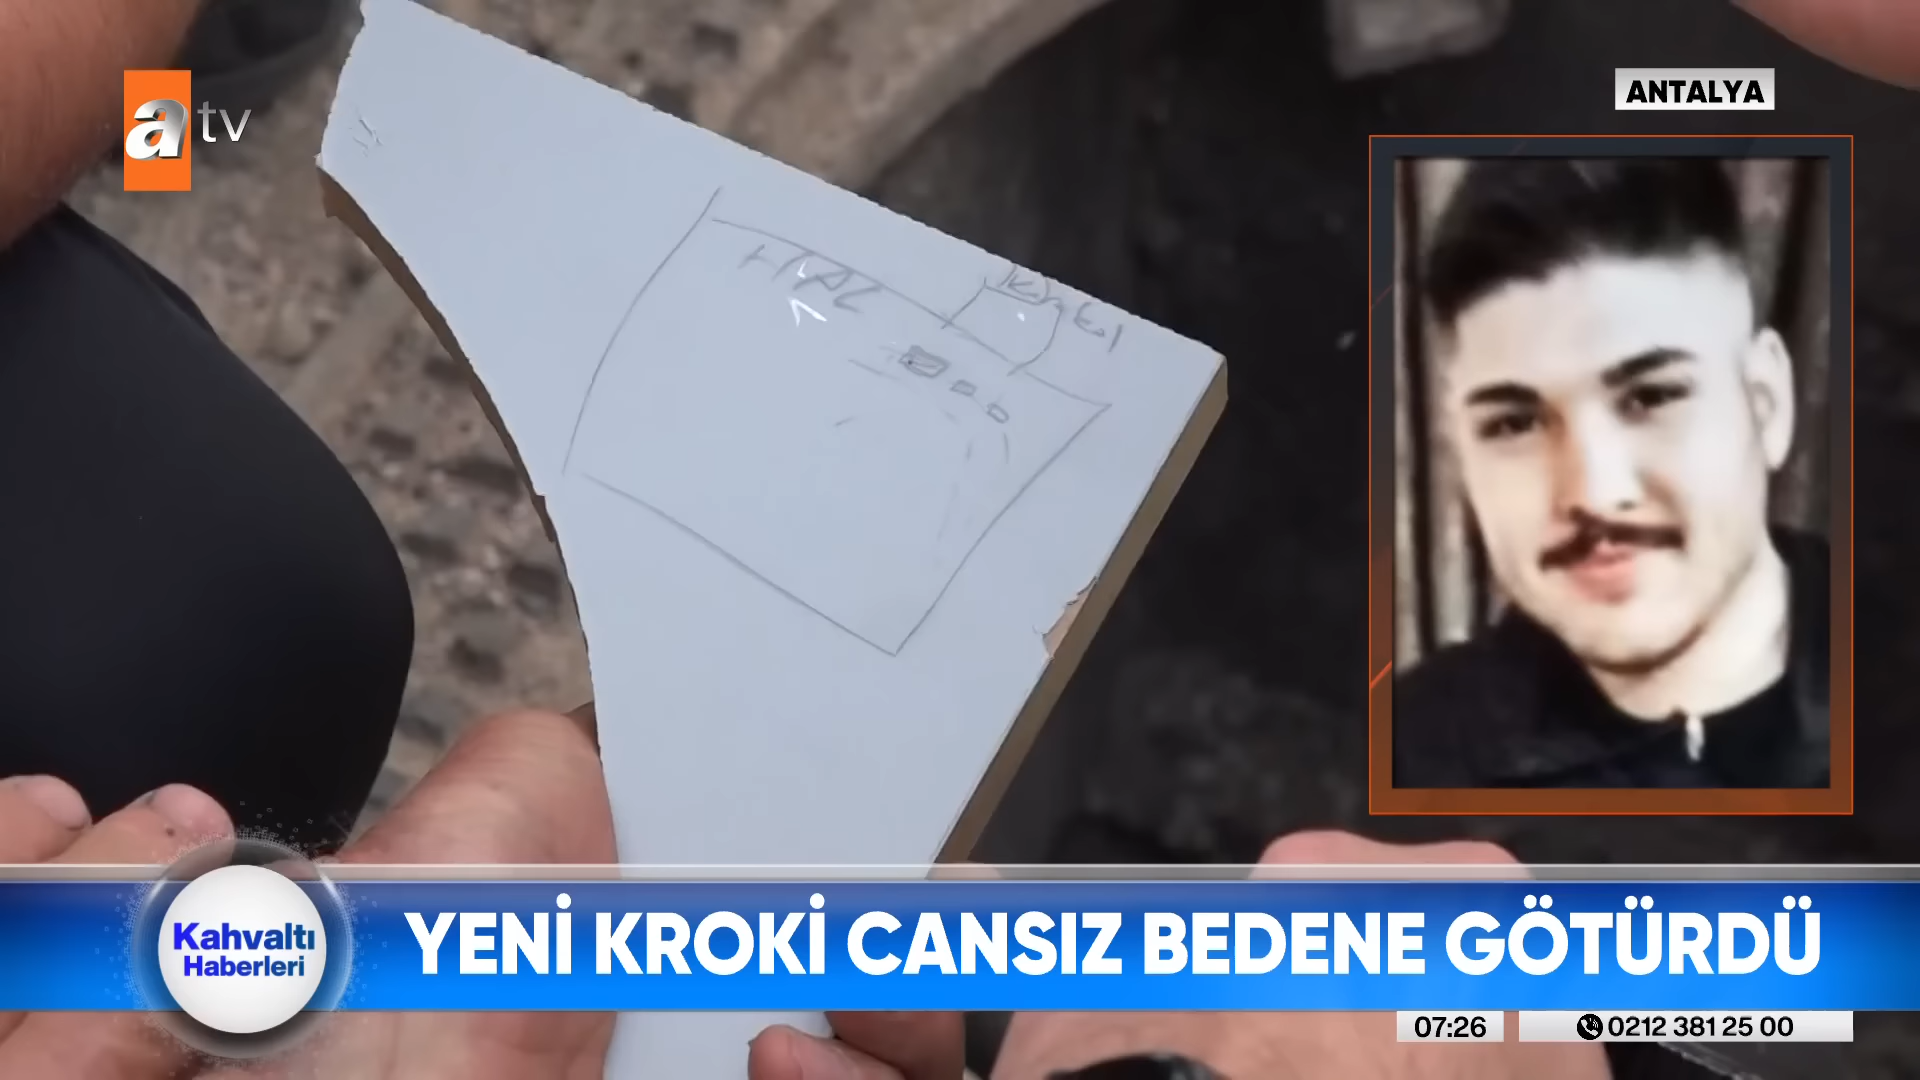 atv
ANTALYA
YENİ KROKİ CANSIZ BEDENE GÖTÜRDÜ
Kahvaltı
Haberleri
07:26
0212 381 25 00